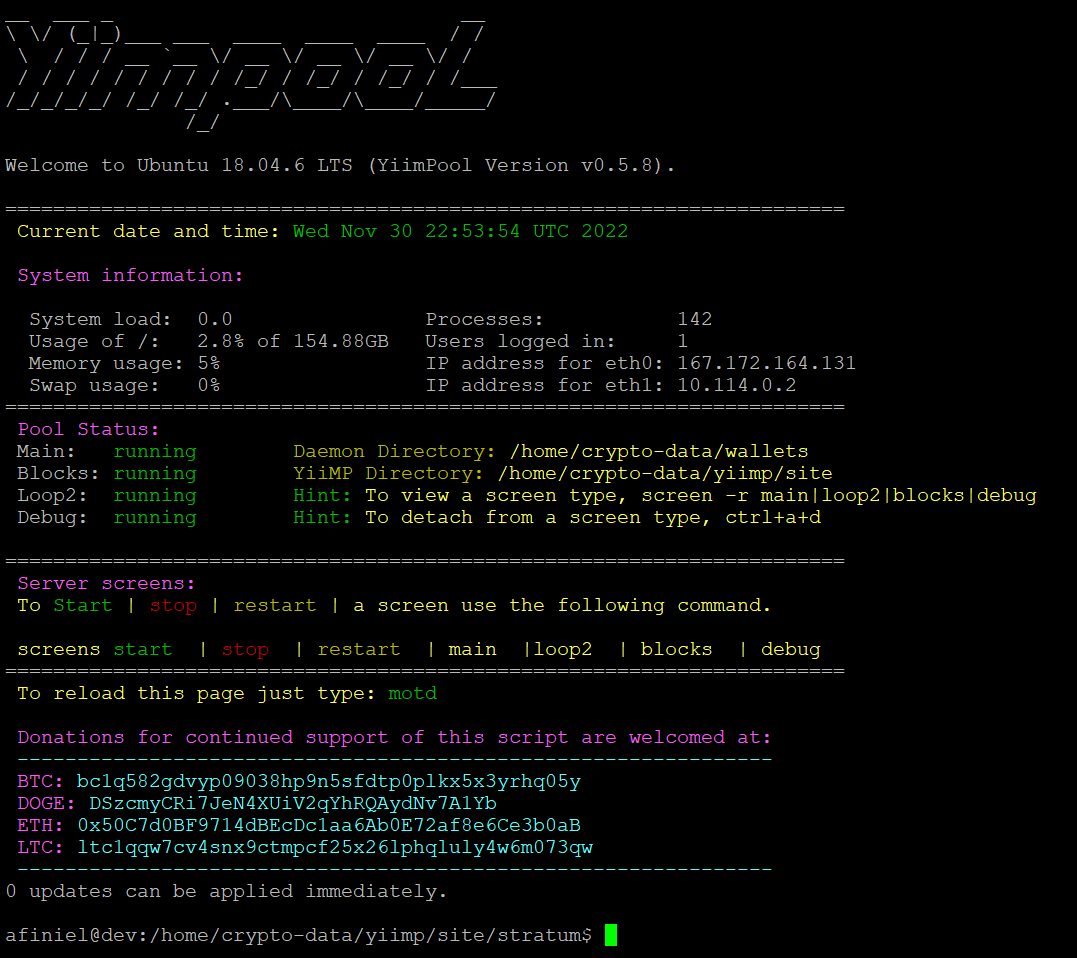 YiimpooL
Welcome to Ubuntu 18.04.6 LTS (YiimPool Version v0.5.8).
======================================================================
Current date and time: Wed Nov 30 22:53:54 UTC 2022
System information:
System load:  0.0                Processes:           142
Usage of /:   2.8% of 154.88GB   Users logged in:     1
Memory usage: 5%                 IP address for eth0: 167.172.164.131
Swap usage:   0%                 IP address for eth1: 10.114.0.2
======================================================================
Pool Status:
Main:   running        Daemon Directory: /home/crypto-data/wallets
Blocks: running        YiiMP Directory: /home/crypto-data/yiimp/site
Loop2:  running        Hint: To view a screen type, screen -r main|loop2|blocks|debug
Debug:  running        Hint: To detach from a screen type, ctrl+a+d
======================================================================
Server screens:
To Start | stop | restart | a screen use the following command.
screens start  | stop  | restart  | main  |loop2  | blocks  | debug
======================================================================
To reload this page just type: motd
Donations for continued support of this script are welcomed at:
---------------------------------------------------------------
BTC: bc1q582gdvyp09038hp9n5sfdtp0plkx5x3yrhq05y
DOGE: DSzcmyCRi7JeN4XUiV2qYhRQAydNv7A1Yb
ETH: 0x50C7d0BF9714dBEcDc1aa6Ab0E72af8e6Ce3b0aB
LTC: ltc1qqw7cv4snx9ctmpcf25x26lphqluly4w6m073qw
---------------------------------------------------------------
0 updates can be applied immediately.
afiniel@dev:/home/crypto-data/yiimp/site/stratum$